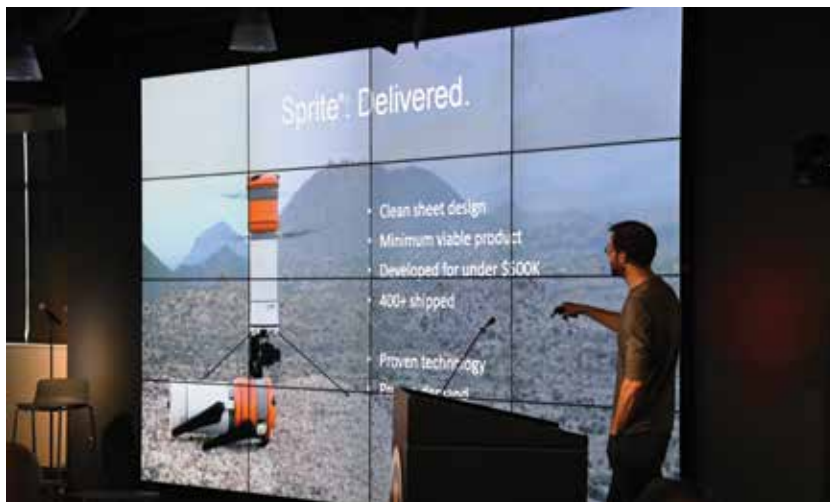 Sprite*: Delivered.
• Clean sheet design
• Minimum viable product
• Developed for under $500K
• 400+ shipped
• Proven technology